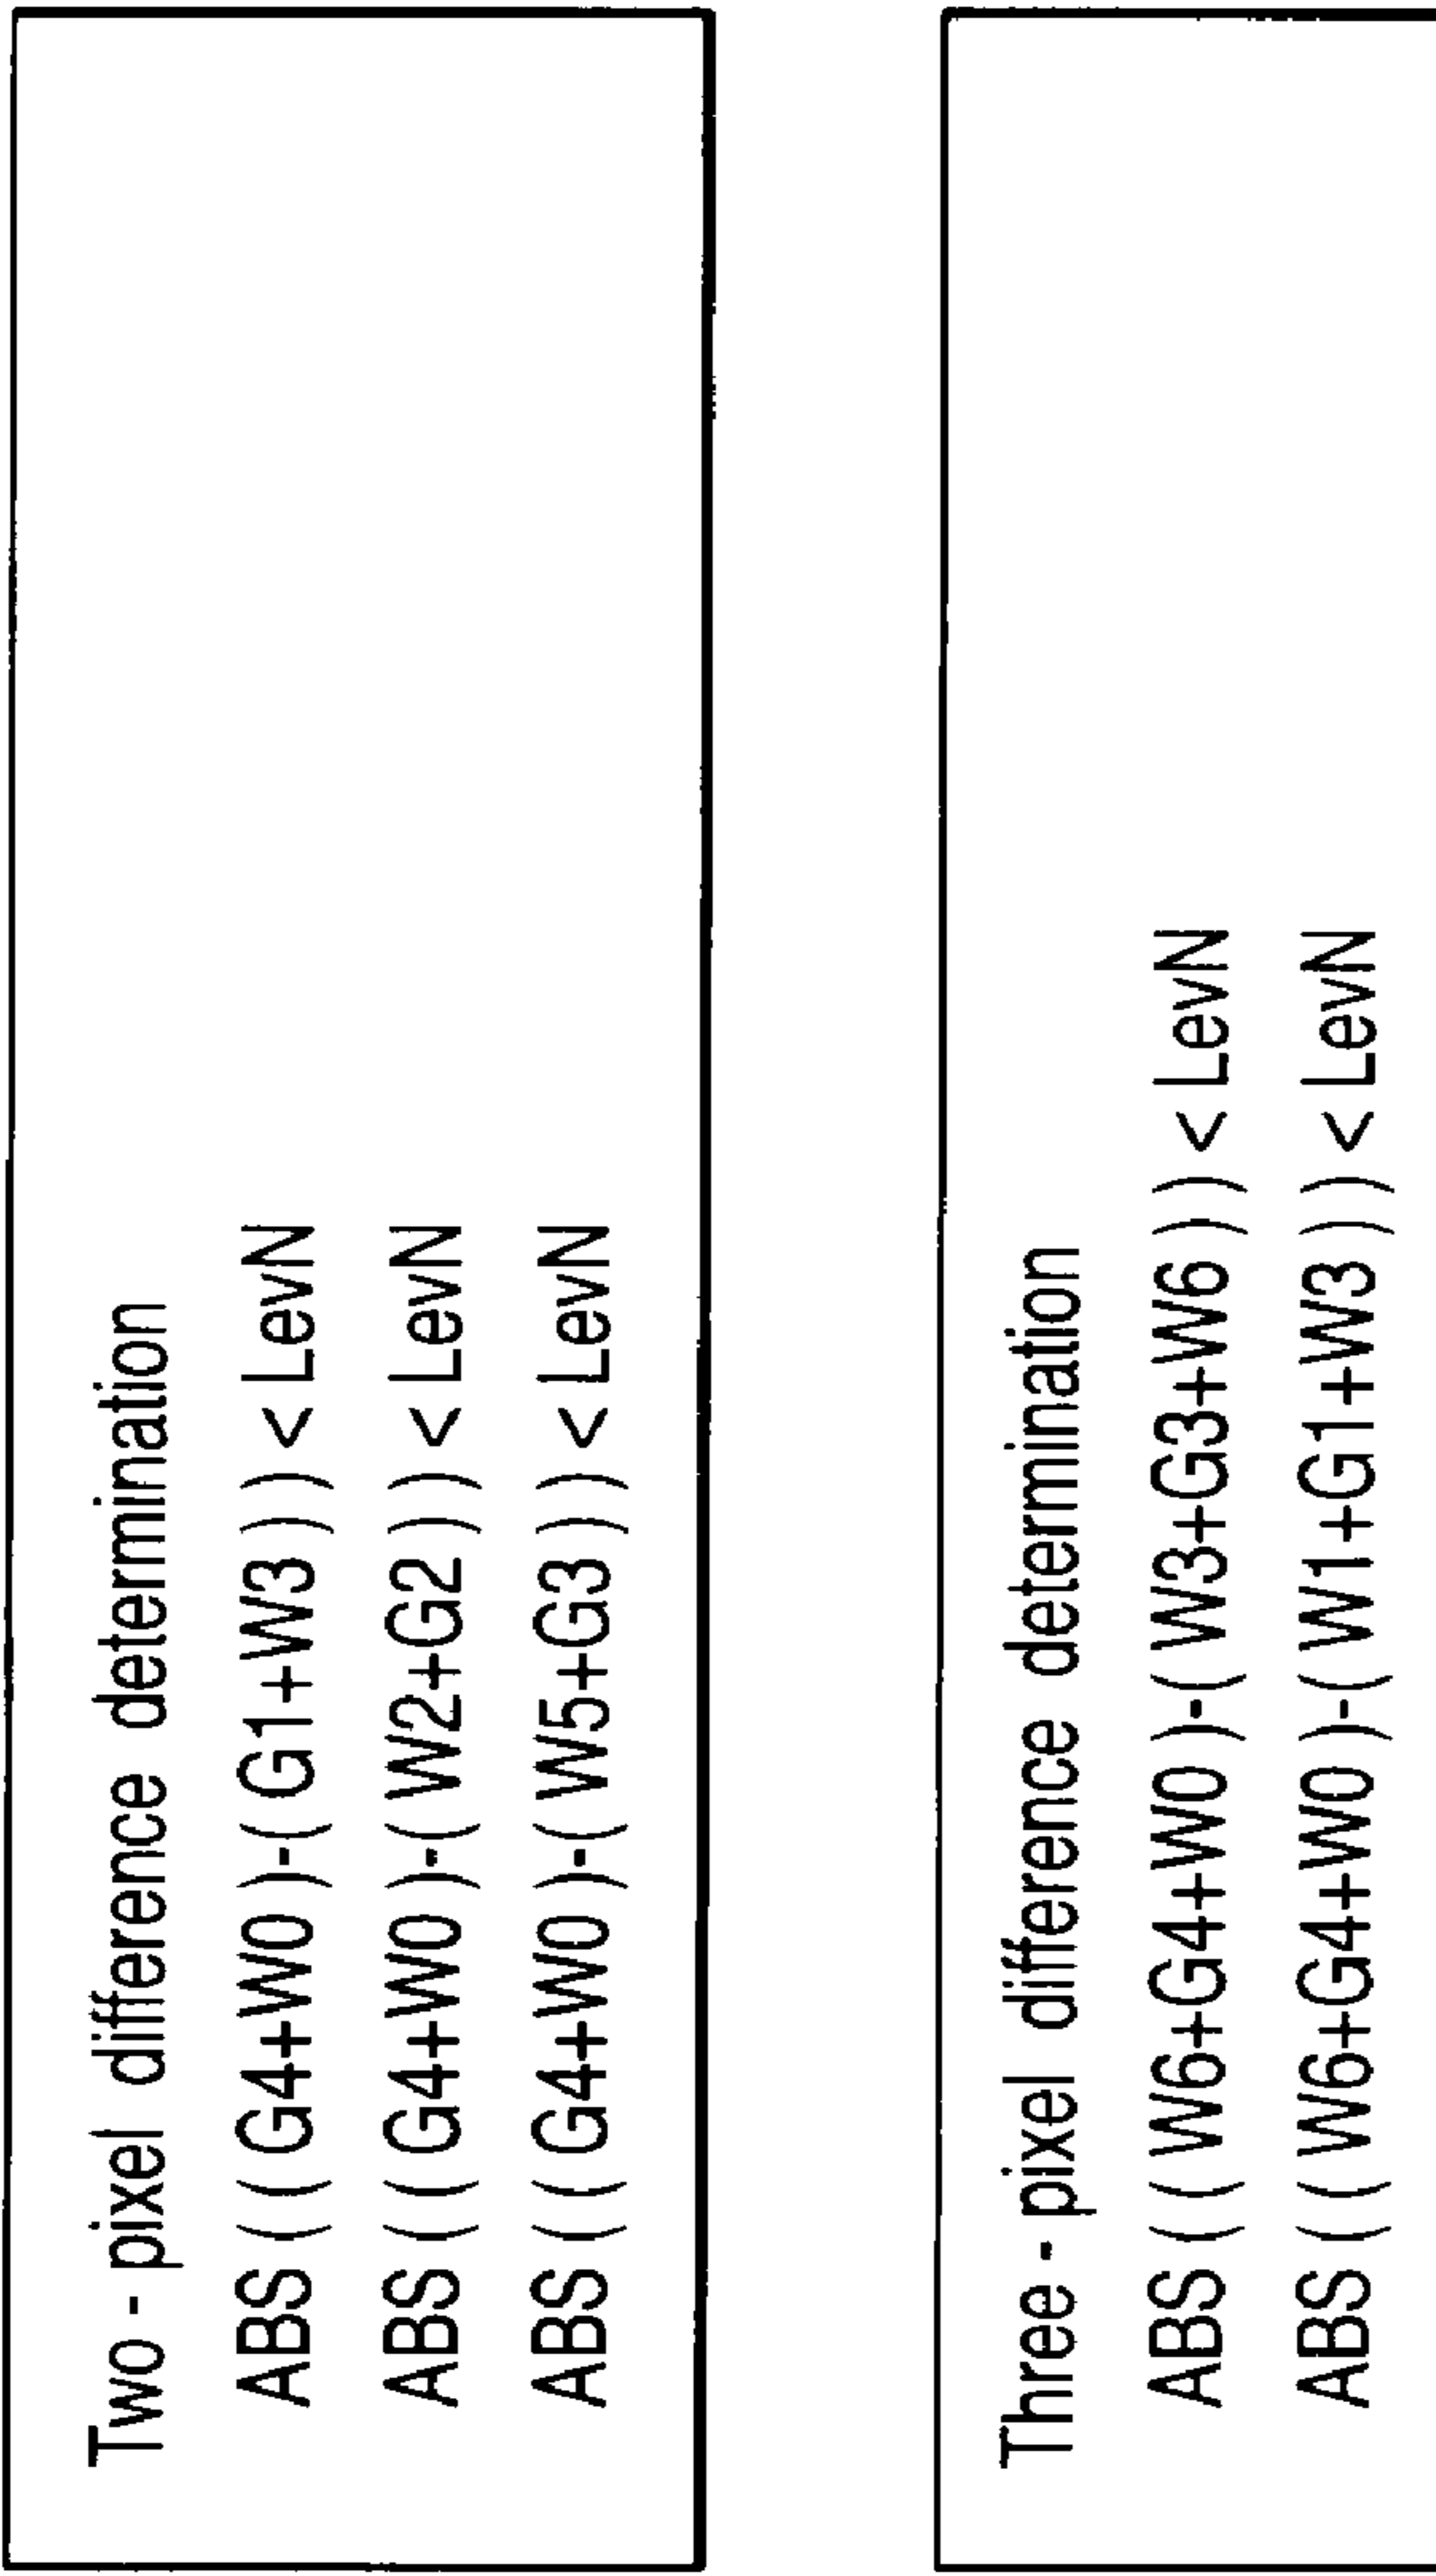 Two - pixel difference determination
ABS ( ( G4+W0 )-( G1+W3 ) ) < LevN
ABS ( ( G4+W0 )-( W2+G2 ) ) < LevN
ABS ( ( G4+W0 )-( W5+G3 ) ) < LevN
Three - pixel difference determination
ABS ( ( W6+G4+W0 )-( W3+G3+W6 ) ) < LevN
ABS ( ( W6+G4+W0 )-( W1+G1+W3 ) ) < LevN